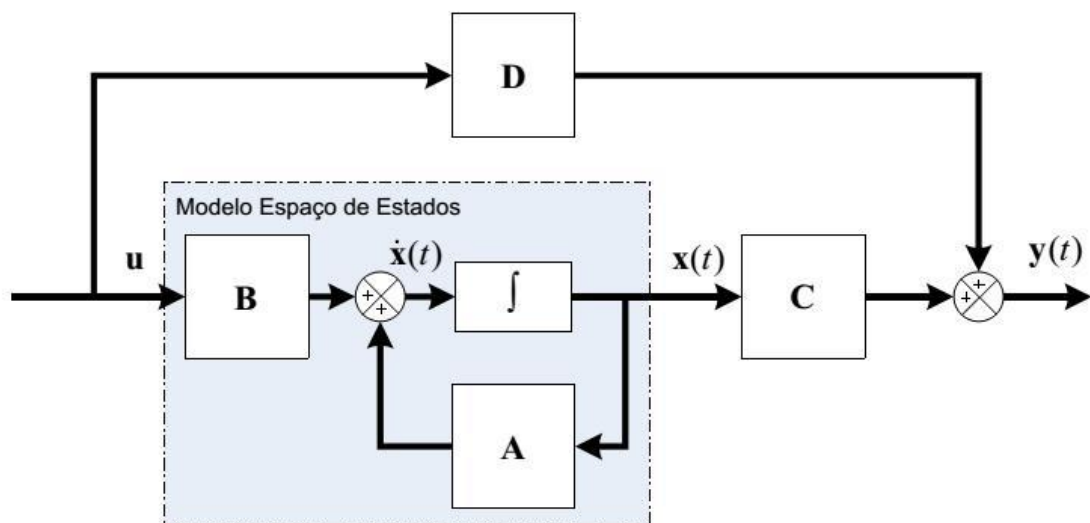 D
Modelo Espaço de Estados
u
B
+
+
ẋ(t)
∫
x(t)
C
+
+
y(t)
A